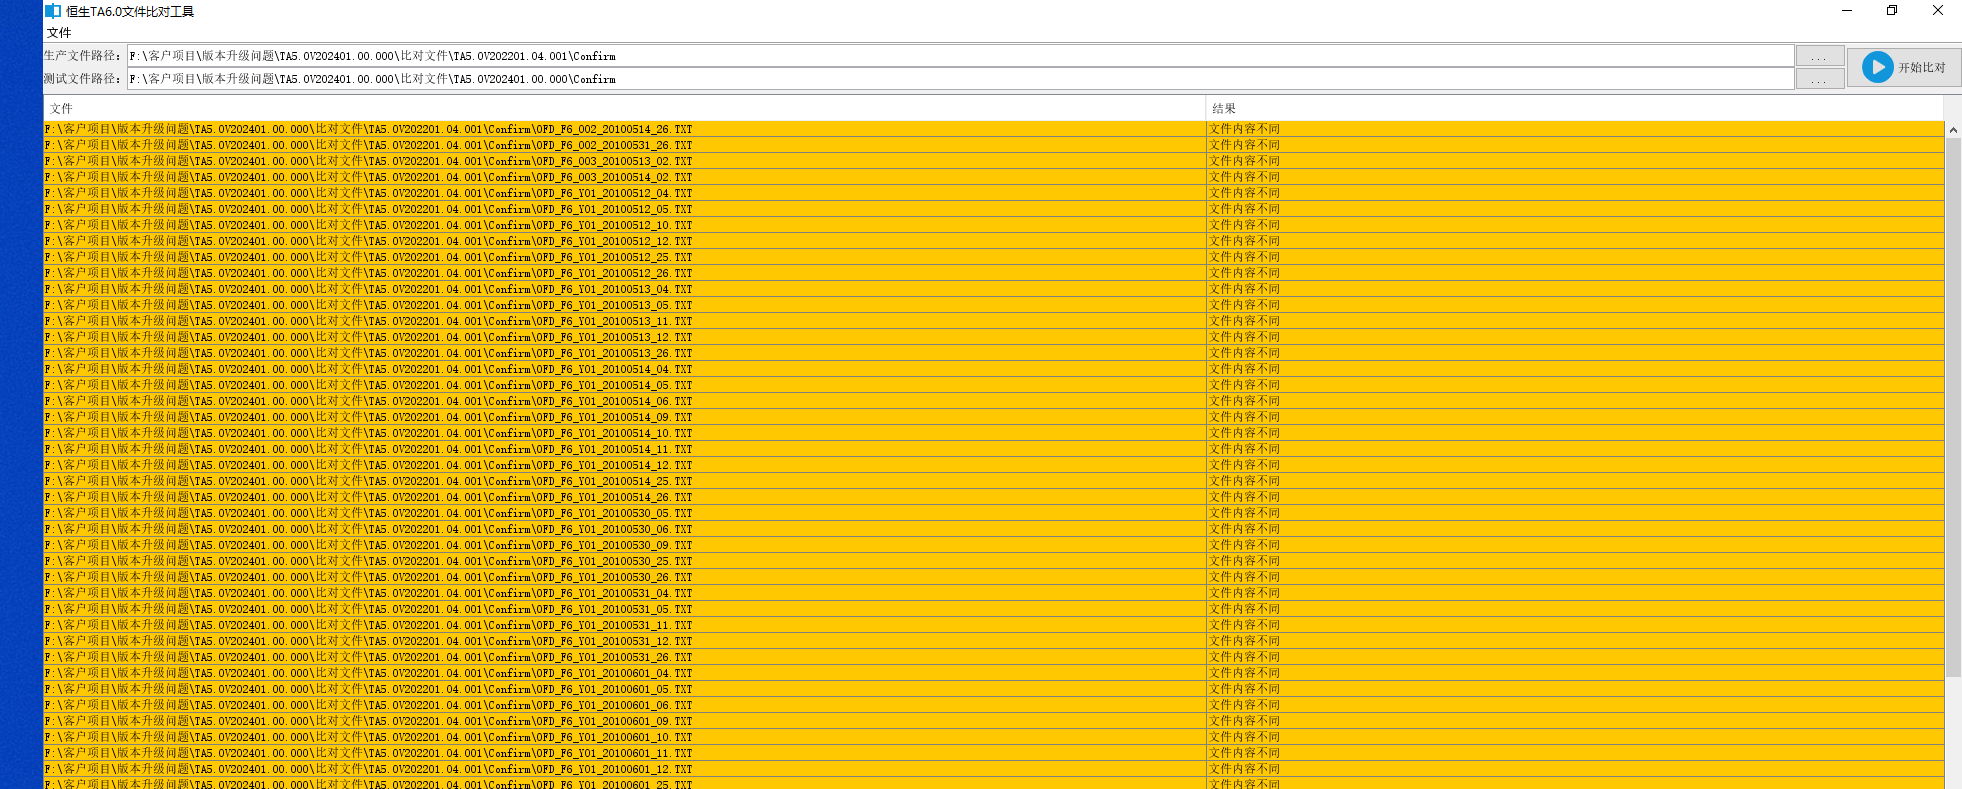 恒生TA6.0文件比对工具
文件
生产文件路径： F:\客户项目\版本升级问题\TA5.0V202401.00.000\比对文件\TA5.0V202201.04.001\Confirm ...
测试文件路径： F:\客户项目\版本升级问题\TA5.0V202401.00.000\比对文件\TA5.0V202401.00.000\Confirm ...
开始比对
文件 结果
F:\客户项目\版本升级问题\TA5.0V202401.00.000\比对文件\TA5.0V202201.04.001\Confirm\OFD_F6_002_20100514_26.TXT 文件内容不同
F:\客户项目\版本升级问题\TA5.0V202401.00.000\比对文件\TA5.0V202201.04.001\Confirm\OFD_F6_002_20100531_26.TXT 文件内容不同
F:\客户项目\版本升级问题\TA5.0V202401.00.000\比对文件\TA5.0V202201.04.001\Confirm\OFD_F6_003_20100513_02.TXT 文件内容不同
F:\客户项目\版本升级问题\TA5.0V202401.00.000\比对文件\TA5.0V202201.04.001\Confirm\OFD_F6_003_20100514_02.TXT 文件内容不同
F:\客户项目\版本升级问题\TA5.0V202401.00.000\比对文件\TA5.0V202201.04.001\Confirm\OFD_F6_Y01_20100512_04.TXT 文件内容不同
F:\客户项目\版本升级问题\TA5.0V202401.00.000\比对文件\TA5.0V202201.04.001\Confirm\OFD_F6_Y01_20100512_05.TXT 文件内容不同
F:\客户项目\版本升级问题\TA5.0V202401.00.000\比对文件\TA5.0V202201.04.001\Confirm\OFD_F6_Y01_20100512_10.TXT 文件内容不同
F:\客户项目\版本升级问题\TA5.0V202401.00.000\比对文件\TA5.0V202201.04.001\Confirm\OFD_F6_Y01_20100512_12.TXT 文件内容不同
F:\客户项目\版本升级问题\TA5.0V202401.00.000\比对文件\TA5.0V202201.04.001\Confirm\OFD_F6_Y01_20100512_25.TXT 文件内容不同
F:\客户项目\版本升级问题\TA5.0V202401.00.000\比对文件\TA5.0V202201.04.001\Confirm\OFD_F6_Y01_20100512_26.TXT 文件内容不同
F:\客户项目\版本升级问题\TA5.0V202401.00.000\比对文件\TA5.0V202201.04.001\Confirm\OFD_F6_Y01_20100513_04.TXT 文件内容不同
F:\客户项目\版本升级问题\TA5.0V202401.00.000\比对文件\TA5.0V202201.04.001\Confirm\OFD_F6_Y01_20100513_05.TXT 文件内容不同
F:\客户项目\版本升级问题\TA5.0V202401.00.000\比对文件\TA5.0V202201.04.001\Confirm\OFD_F6_Y01_20100513_11.TXT 文件内容不同
F:\客户项目\版本升级问题\TA5.0V202401.00.000\比对文件\TA5.0V202201.04.001\Confirm\OFD_F6_Y01_20100513_12.TXT 文件内容不同
F:\客户项目\版本升级问题\TA5.0V202401.00.000\比对文件\TA5.0V202201.04.001\Confirm\OFD_F6_Y01_20100513_26.TXT 文件内容不同
F:\客户项目\版本升级问题\TA5.0V202401.00.000\比对文件\TA5.0V202201.04.001\Confirm\OFD_F6_Y01_20100514_04.TXT 文件内容不同
F:\客户项目\版本升级问题\TA5.0V202401.00.000\比对文件\TA5.0V202201.04.001\Confirm\OFD_F6_Y01_20100514_05.TXT 文件内容不同
F:\客户项目\版本升级问题\TA5.0V202401.00.000\比对文件\TA5.0V202201.04.001\Confirm\OFD_F6_Y01_20100514_06.TXT 文件内容不同
F:\客户项目\版本升级问题\TA5.0V202401.00.000\比对文件\TA5.0V202201.04.001\Confirm\OFD_F6_Y01_20100514_09.TXT 文件内容不同
F:\客户项目\版本升级问题\TA5.0V202401.00.000\比对文件\TA5.0V202201.04.001\Confirm\OFD_F6_Y01_20100514_10.TXT 文件内容不同
F:\客户项目\版本升级问题\TA5.0V202401.00.000\比对文件\TA5.0V202201.04.001\Confirm\OFD_F6_Y01_20100514_11.TXT 文件内容不同
F:\客户项目\版本升级问题\TA5.0V202401.00.000\比对文件\TA5.0V202201.04.001\Confirm\OFD_F6_Y01_20100514_12.TXT 文件内容不同
F:\客户项目\版本升级问题\TA5.0V202401.00.000\比对文件\TA5.0V202201.04.001\Confirm\OFD_F6_Y01_20100514_25.TXT 文件内容不同
F:\客户项目\版本升级问题\TA5.0V202401.00.000\比对文件\TA5.0V202201.04.001\Confirm\OFD_F6_Y01_20100514_26.TXT 文件内容不同
F:\客户项目\版本升级问题\TA5.0V202401.00.000\比对文件\TA5.0V202201.04.001\Confirm\OFD_F6_Y01_20100530_05.TXT 文件内容不同
F:\客户项目\版本升级问题\TA5.0V202401.00.000\比对文件\TA5.0V202201.04.001\Confirm\OFD_F6_Y01_20100530_06.TXT 文件内容不同
F:\客户项目\版本升级问题\TA5.0V202401.00.000\比对文件\TA5.0V202201.04.001\Confirm\OFD_F6_Y01_20100530_09.TXT 文件内容不同
F:\客户项目\版本升级问题\TA5.0V202401.00.000\比对文件\TA5.0V202201.04.001\Confirm\OFD_F6_Y01_20100530_25.TXT 文件内容不同
F:\客户项目\版本升级问题\TA5.0V202401.00.000\比对文件\TA5.0V202201.04.001\Confirm\OFD_F6_Y01_20100530_26.TXT 文件内容不同
F:\客户项目\版本升级问题\TA5.0V202401.00.000\比对文件\TA5.0V202201.04.001\Confirm\OFD_F6_Y01_20100531_04.TXT 文件内容不同
F:\客户项目\版本升级问题\TA5.0V202401.00.000\比对文件\TA5.0V202201.04.001\Confirm\OFD_F6_Y01_20100531_05.TXT 文件内容不同
F:\客户项目\版本升级问题\TA5.0V202401.00.000\比对文件\TA5.0V202201.04.001\Confirm\OFD_F6_Y01_20100531_11.TXT 文件内容不同
F:\客户项目\版本升级问题\TA5.0V202401.00.000\比对文件\TA5.0V202201.04.001\Confirm\OFD_F6_Y01_20100531_12.TXT 文件内容不同
F:\客户项目\版本升级问题\TA5.0V202401.00.000\比对文件\TA5.0V202201.04.001\Confirm\OFD_F6_Y01_20100531_26.TXT 文件内容不同
F:\客户项目\版本升级问题\TA5.0V202401.00.000\比对文件\TA5.0V202201.04.001\Confirm\OFD_F6_Y01_20100601_04.TXT 文件内容不同
F:\客户项目\版本升级问题\TA5.0V202401.00.000\比对文件\TA5.0V202201.04.001\Confirm\OFD_F6_Y01_20100601_05.TXT 文件内容不同
F:\客户项目\版本升级问题\TA5.0V202401.00.000\比对文件\TA5.0V202201.04.001\Confirm\OFD_F6_Y01_20100601_06.TXT 文件内容不同
F:\客户项目\版本升级问题\TA5.0V202401.00.000\比对文件\TA5.0V202201.04.001\Confirm\OFD_F6_Y01_20100601_09.TXT 文件内容不同
F:\客户项目\版本升级问题\TA5.0V202401.00.000\比对文件\TA5.0V202201.04.001\Confirm\OFD_F6_Y01_20100601_10.TXT 文件内容不同
F:\客户项目\版本升级问题\TA5.0V202401.00.000\比对文件\TA5.0V202201.04.001\Confirm\OFD_F6_Y01_20100601_11.TXT 文件内容不同
F:\客户项目\版本升级问题\TA5.0V202401.00.000\比对文件\TA5.0V202201.04.001\Confirm\OFD_F6_Y01_20100601_12.TXT 文件内容不同
F:\客户项目\版本升级问题\TA5.0V202401.00.000\比对文件\TA5.0V202201.04.001\Confirm\OFD_F6_Y01_20100601_25.TXT 文件内容不同